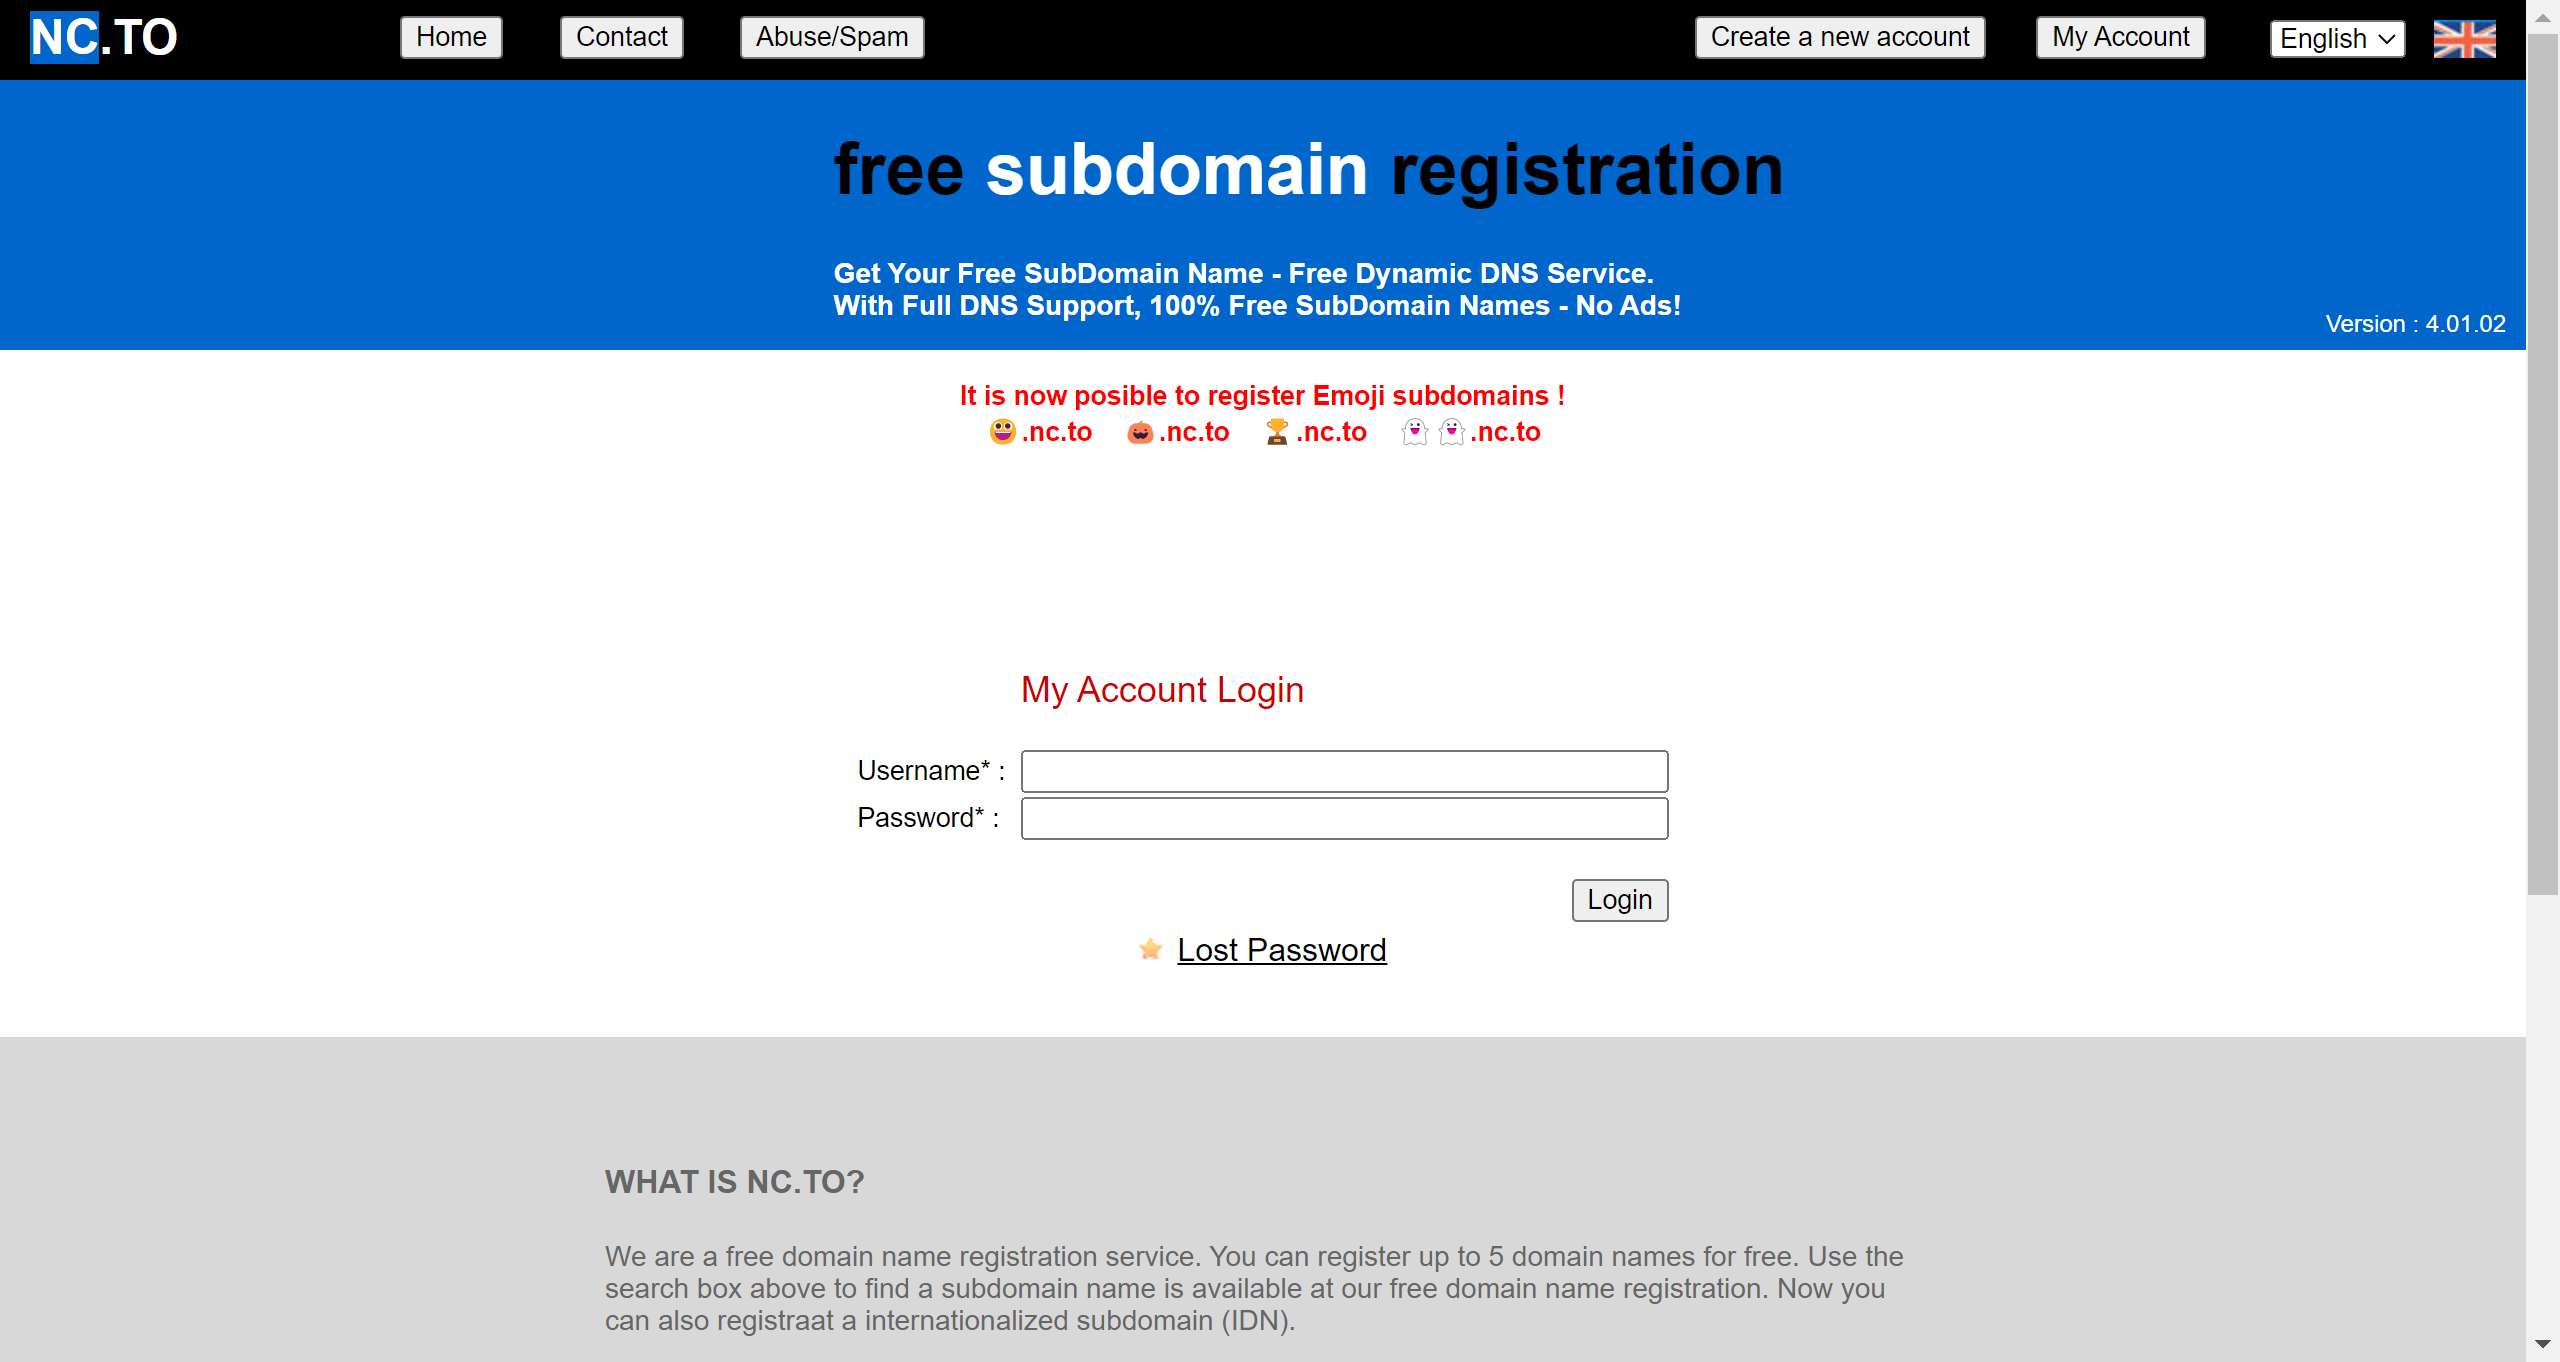 NC.TO Home Contact Abuse/Spam Create a new account My Account English
free subdomain registration
Get Your Free SubDomain Name - Free Dynamic DNS Service.
With Full DNS Support, 100% Free SubDomain Names - No Ads!
Version : 4.01.02
It is now posible to register Emoji subdomains !
😃.nc.to 🎃.nc.to 🏆.nc.to 👻👻.nc.to
My Account Login
Username* :
Password* :
Login
Lost Password
WHAT IS NC.TO?
We are a free domain name registration service. You can register up to 5 domain names for free. Use the
search box above to find a subdomain name is available at our free domain name registration. Now you
can also registraat a internationalized subdomain (IDN).